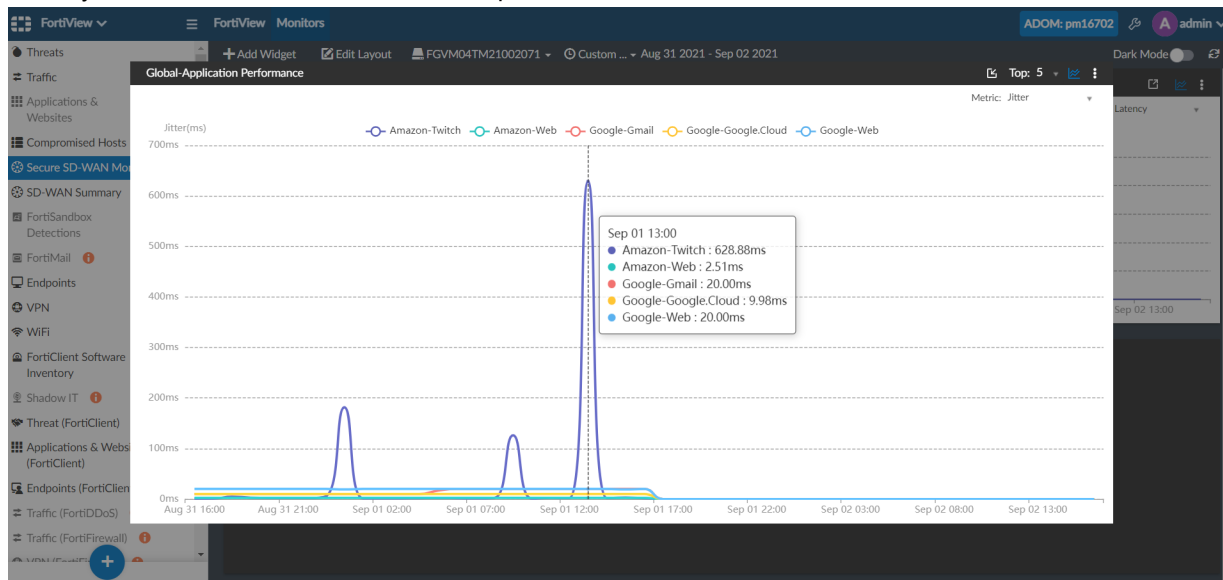 FortiView
FortiView Monitors
ADOM: pm16702
A admin
Threats
Traffic
Applications &
Websites
Compromised Hosts
Secure SD-WAN Mo
SD-WAN Summary
FortiSandbox
Detections
FortiMail
Endpoints
VPN
WiFi
FortiClient Software
Inventory
Shadow IT
Threat (FortiClient)
Applications & Websi
(FortiClient)
Endpoints (FortiClien
Traffic (FortiDDoS)
Traffic (FortiFirewall)
+ Add Widget Edit Layout FGVM04TM21002071 Custom ... Aug 31 2021 - Sep 02 2021
Dark Mode
Global-Application Performance
Top: 5
Metric: Jitter
Latency
Jitter(ms)
Amazon-Twitch Amazon-Web Google-Gmail Google-Google.Cloud Google-Web
700ms
600ms
500ms
400ms
300ms
200ms
100ms
0ms
Sep 01 13:00
Amazon-Twitch : 628.88ms
Amazon-Web : 2.51ms
Google-Gmail : 20.00ms
Google-Google.Cloud : 9.98ms
Google-Web : 20.00ms
Aug 31 16:00 Aug 31 21:00 Sep 01 02:00 Sep 01 07:00 Sep 01 12:00 Sep 01 17:00 Sep 01 22:00 Sep 02 03:00 Sep 02 08:00 Sep 02 13:00
Sep 02 13:00